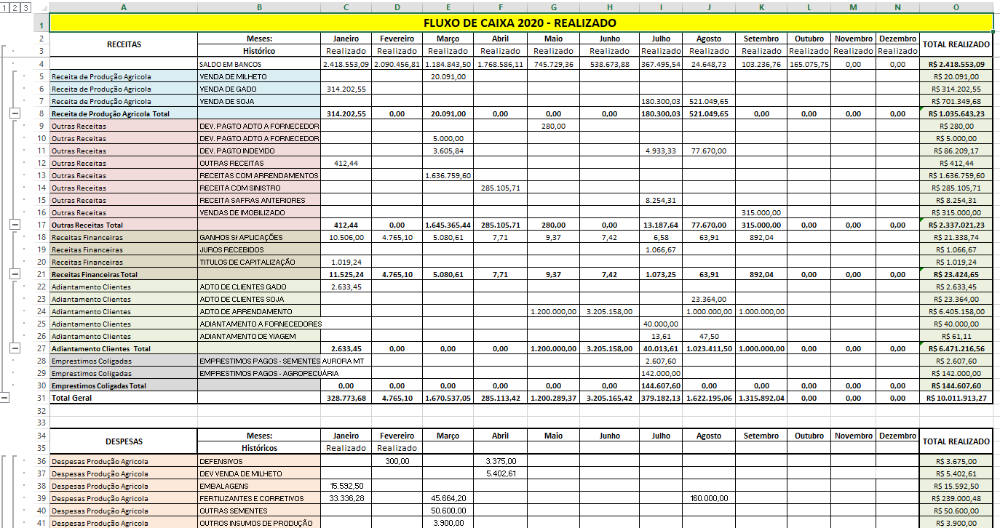 1 2 3
A B C D E F G H I J K L M N O
1 FLUXO DE CAIXA 2020 - REALIZADO
2 RECEITAS Meses: Janeiro Fevereiro Março Abril Maio Junho Julho Agosto Setembro Outubro Novembro Dezembro TOTAL REALIZADO
3 Histórico Realizado Realizado Realizado Realizado Realizado Realizado Realizado Realizado Realizado Realizado Realizado Realizado
4 SALDO EM BANCOS 2.418.553,09 2.090.456,81 1.184.843,50 1.768.586,11 745.729,36 538.673,88 367.495,54 24.648,73 103.236,76 165.075,75 0,00 0,00 R$ 2.418.553,09
5 Receita de Produção Agricola VENDA DE MILHETO 20.091,00 R$ 20.091,00
6 Receita de Produção Agricola VENDA DE GADO 314.202,55 R$ 314.202,55
7 Receita de Produção Agricola VENDA DE SOJA 180.300,03 521.049,65 R$ 701.349,68
8 Receita de Produção Agricola Total 314.202,55 0,00 20.091,00 0,00 0,00 0,00 180.300,03 521.049,65 0,00 0,00 0,00 0,00 R$ 1.035.643,23
9 Outras Receitas DEV. PAGTO ADTO A FORNECEDOR 280,00 R$ 280,00
10 Outras Receitas DEV. PAGTO ADTO A FORNECEDOR 5.000,00 R$ 5.000,00
11 Outras Receitas DEV. PAGTO INDEVIDO 3.605,84 4.933,33 77.670,00 R$ 86.209,17
12 Outras Receitas OUTRAS RECEITAS 412,44 R$ 412,44
13 Outras Receitas RECEITAS COM ARRENDAMENTOS 1.636.759,60 R$ 1.636.759,60
14 Outras Receitas RECEITA COM SINISTRO 285.105,71 R$ 285.105,71
15 Outras Receitas RECEITA SAFRAS ANTERIORES 8.254,31 R$ 8.254,31
16 Outras Receitas VENDAS DE IMOBILIZADO 315.000,00 R$ 315.000,00
17 Outras Receitas Total 412,44 0,00 1.645.365,44 285.105,71 280,00 0,00 13.187,64 77.670,00 315.000,00 0,00 0,00 0,00 R$ 2.337.021,23
18 Receitas Financeiras GANHOS S/ APLICAÇÕES 10.506,00 4.765,10 5.080,61 7,71 9,37 7,42 6,58 63,91 892,04 R$ 21.338,74
19 Receitas Financeiras JUROS RECEBIDOS 1.066,67 R$ 1.066,67
20 Receitas Financeiras TITULOS DE CAPITALIZAÇÃO 1.019,24 R$ 1.019,24
21 Receitas Financeiras Total 11.525,24 4.765,10 5.080,61 7,71 9,37 7,42 1.073,25 63,91 892,04 0,00 0,00 0,00 R$ 23.424,65
22 Adiantamento Clientes ADTO DE CLIENTES GADO 2.633,45 R$ 2.633,45
23 Adiantamento Clientes ADTO DE CLIENTES SOJA 23.364,00 R$ 23.364,00
24 Adiantamento Clientes ADTO DE ARRENDAMENTO 1.200.000,00 3.205.158,00 1.000.000,00 1.000.000,00 R$ 6.405.158,00
25 Adiantamento Clientes ADIANTAMENTO A FORNECEDORES 40.000,00 R$ 40.000,00
26 Adiantamento Clientes ADIANTAMENTO DE VIAGEM 13,61 47,50 R$ 61,11
27 Adiantamento Clientes Total 2.633,45 0,00 0,00 0,00 1.200.000,00 3.205.158,00 40.013,61 1.023.411,50 1.000.000,00 0,00 0,00 0,00 R$ 6.471.216,56
28 Emprestimos Coligadas EMPRESTIMOS PAGOS - SEMENTES AURORA MT 2.607,60 R$ 2.607,60
29 Emprestimos Coligadas EMPRESTIMOS PAGOS - AGROPECUÁRIA 142.000,00 R$ 142.000,00
30 Emprestimos Coligadas Total 0,00 0,00 0,00 0,00 0,00 0,00 144.607,60 0,00 0,00 0,00 0,00 0,00 R$ 144.607,60
31 Total Geral 328.773,68 4.765,10 1.670.537,05 285.113,42 1.200.289,37 3.205.165,42 379.182,13 1.622.195,06 1.315.892,04 0,00 0,00 0,00 R$ 10.011.913,27
32
33
34 DESPESAS Meses: Janeiro Fevereiro Março Abril Maio Junho Julho Agosto Setembro Outubro Novembro Dezembro TOTAL REALIZADO
35 Históricos Realizado Realizado
36 Despesas Produção Agricola DEFENSIVOS 300,00 3.375,00 R$ 3.675,00
37 Despesas Produção Agricola DEV VENDA DE MILHETO 5.402,61 R$ 5.402,61
38 Despesas Produção Agricola EMBALAGENS 15.592,50 R$ 15.592,50
39 Despesas Produção Agricola FERTILIZANTES E CORRETIVOS 33.336,28 45.664,20 160.000,00 R$ 239.000,48
40 Despesas Produção Agricola OUTRAS SEMENTES 50.600,00 R$ 50.600,00
41 Despesas Produção Agricola OUTROS INSUMOS DE PRODUÇÃO 3.900,00 R$ 3.900,00